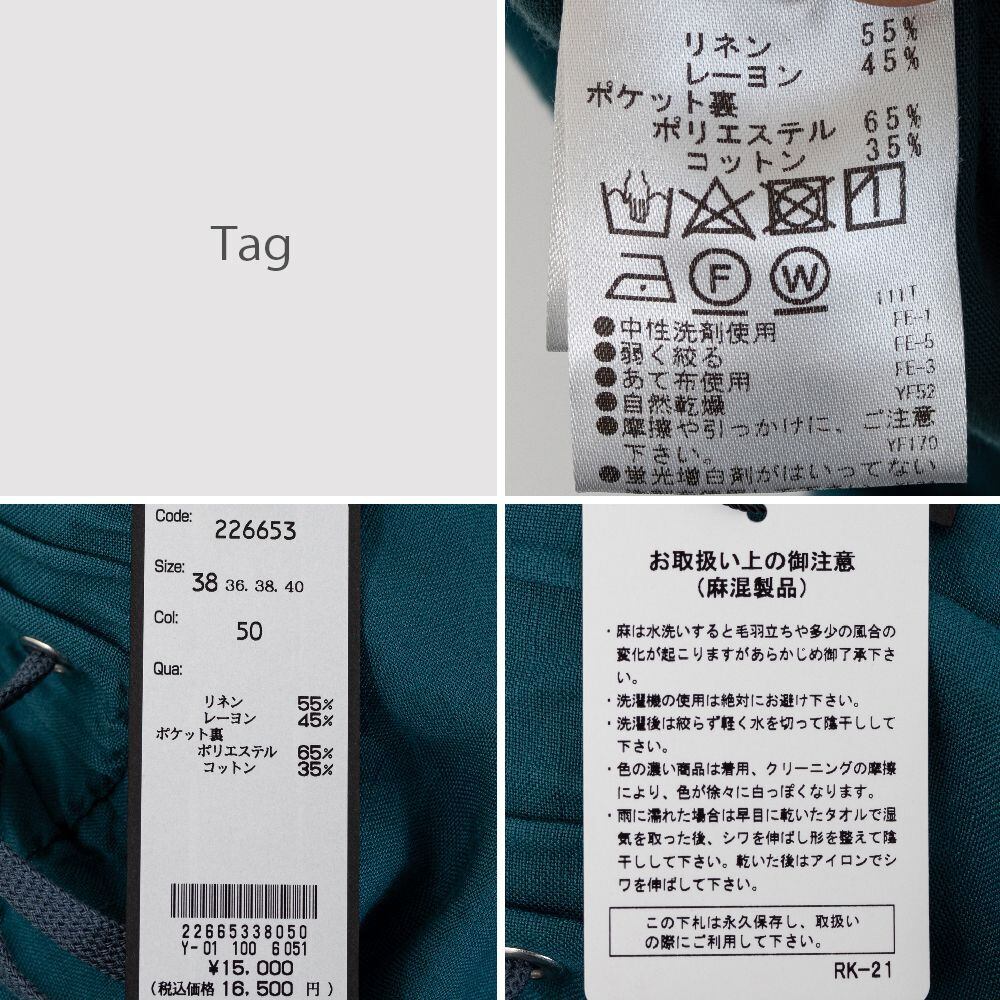 Tag
リネン 55%
レーヨン 45%
ポケット裏
ポリエステル 65%
コットン 35%
F W
111T
●中性洗剤使用 FE-1
●弱く絞る FE-5
●あて布使用 FE-3
●自然乾燥 YF52
●摩擦や引っかけに、ご注意
下さい。 YF170
●蛍光増白剤がはいってない
Code: 226653
Size: 38 36. 38. 40
Col: 50
Qua:
リネン 55%
レーヨン 45%
ポケット裏
ポリエステル 65%
コットン 35%
22665338050
Y-01 100 6051
¥15,000
(税込価格 16,500 円 )
お取扱い上の御注意
(麻混製品)
・麻は水洗いすると毛羽立ちや多少の風合の
変化が起こりますがあらかじめ御了承下さ
い。
・洗濯機の使用は絶対にお避け下さい。
・洗濯後は絞らず軽く水を切って陰干しして
下さい。
・色の濃い商品は着用、クリーニングの摩擦
により、色が徐々に白っぽくなります。
・雨に濡れた場合は早目に乾いたタオルで湿
気を取った後、シワを伸ばし形を整えて陰
干しして下さい。乾いた後はアイロンでシ
ワを伸ばして下さい。
この下札は永久保存し、取扱い
の際にご利用して下さい。
RK-21